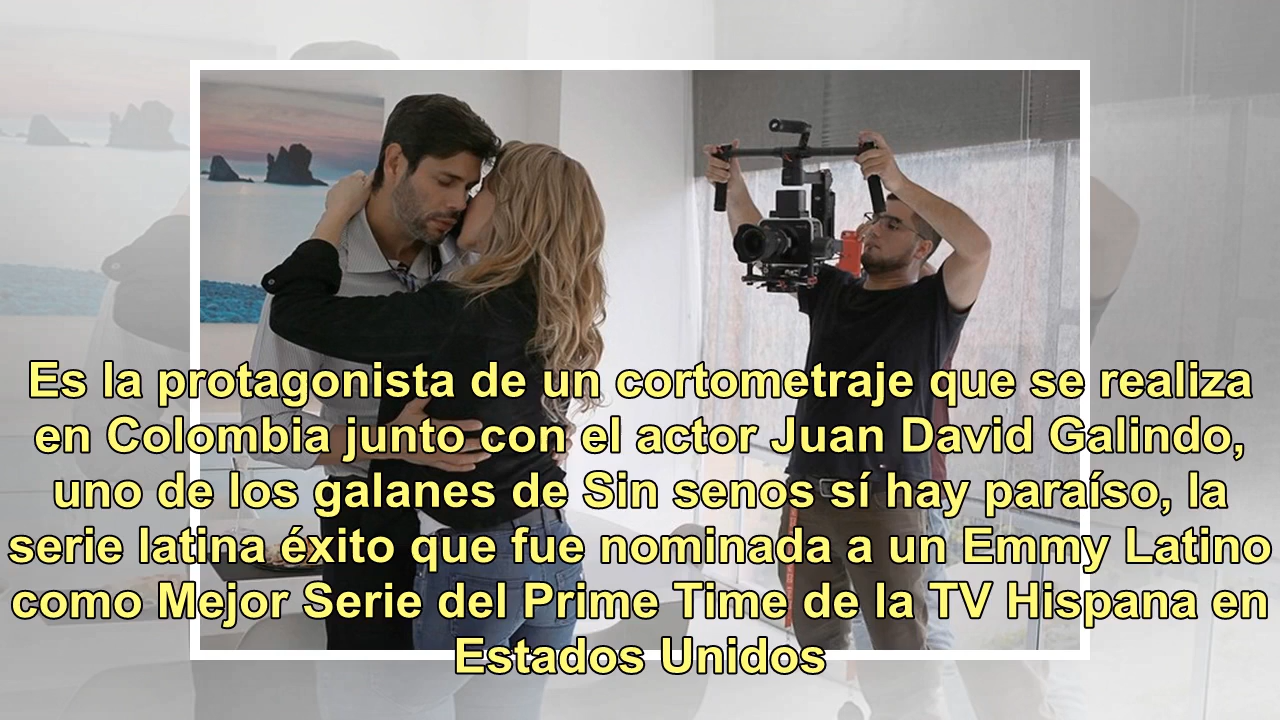 Es la protagonista de un cortometraje que se realiza
en Colombia junto con el actor Juan David Galindo,
uno de los galanes de Sin senos sí hay paraíso, la
serie latina éxito que fue nominada a un Emmy Latino
como Mejor Serie del Prime Time de la TV Hispana en
Estados Unidos